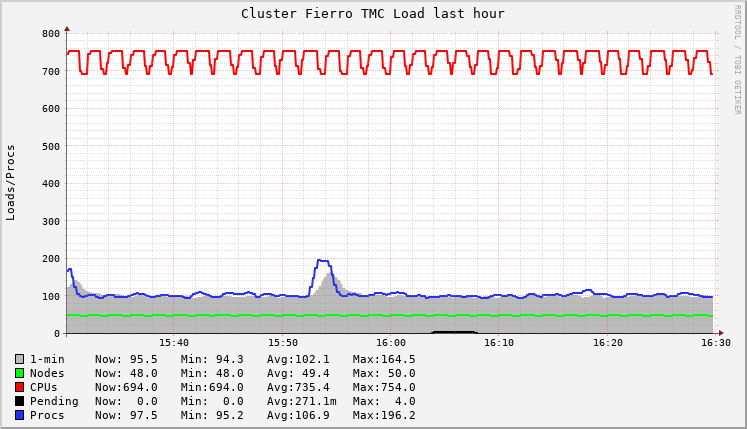 Cluster Fierro TMC Load last hour
RRDTOOL / TOBI OETIKER
Loads/Procs
800
700
600
500
400
300
200
100
0
15:40 15:50 16:00 16:10 16:20 16:30
1-min Now: 95.5 Min: 94.3 Avg:102.1 Max:164.5
Nodes Now: 48.0 Min: 48.0 Avg: 49.4 Max: 50.0
CPUs Now:694.0 Min:694.0 Avg:735.4 Max:754.0
Pending Now: 0.0 Min: 0.0 Avg:271.1m Max: 4.0
Procs Now: 97.5 Min: 95.2 Avg:106.9 Max:196.2